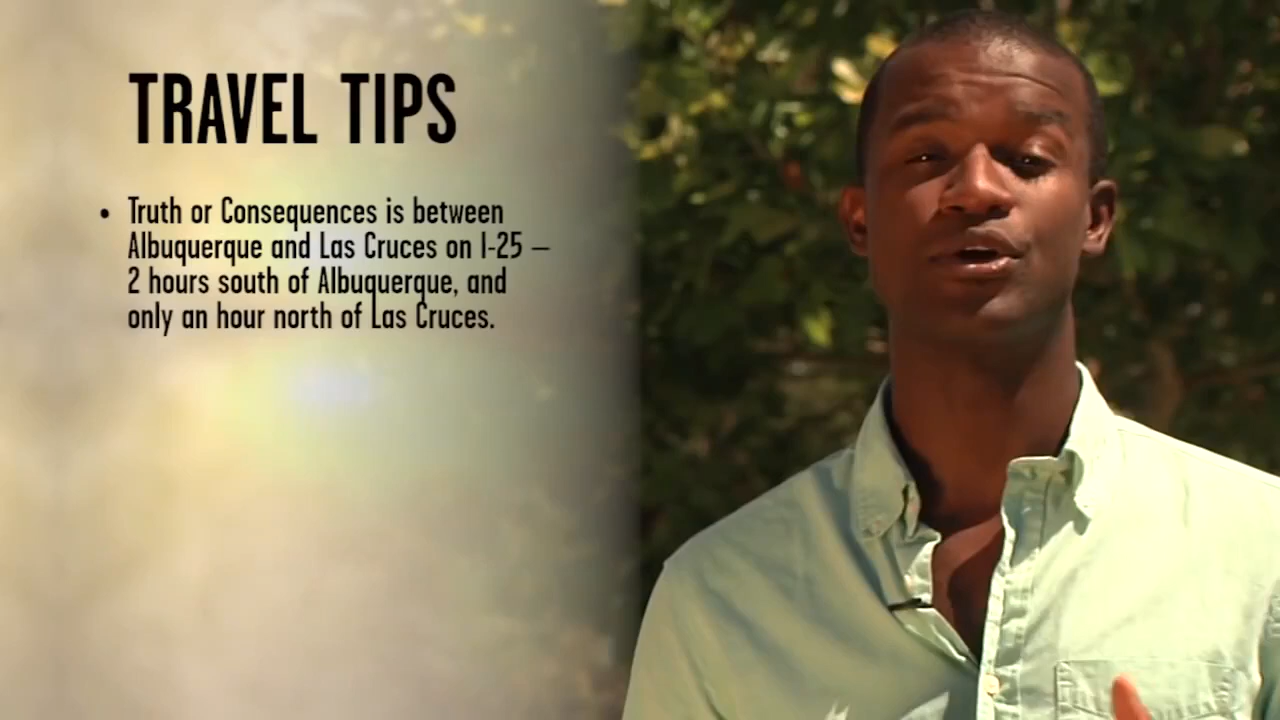 TRAVEL TIPS
• Truth or Consequences is between
Albuquerque and Las Cruces on I-25 –
2 hours south of Albuquerque, and
only an hour north of Las Cruces.